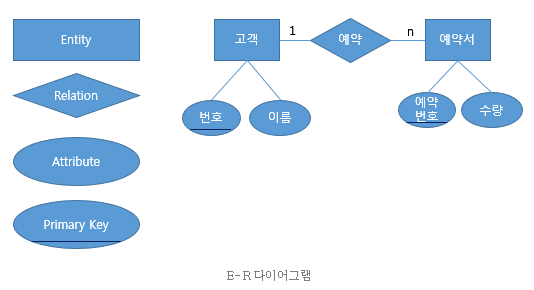 Entity
Relation
Attribute
Primary Key
고객
1
예약
n
예약서
번호
이름
예약
번호
수량
E-R 다이어그램